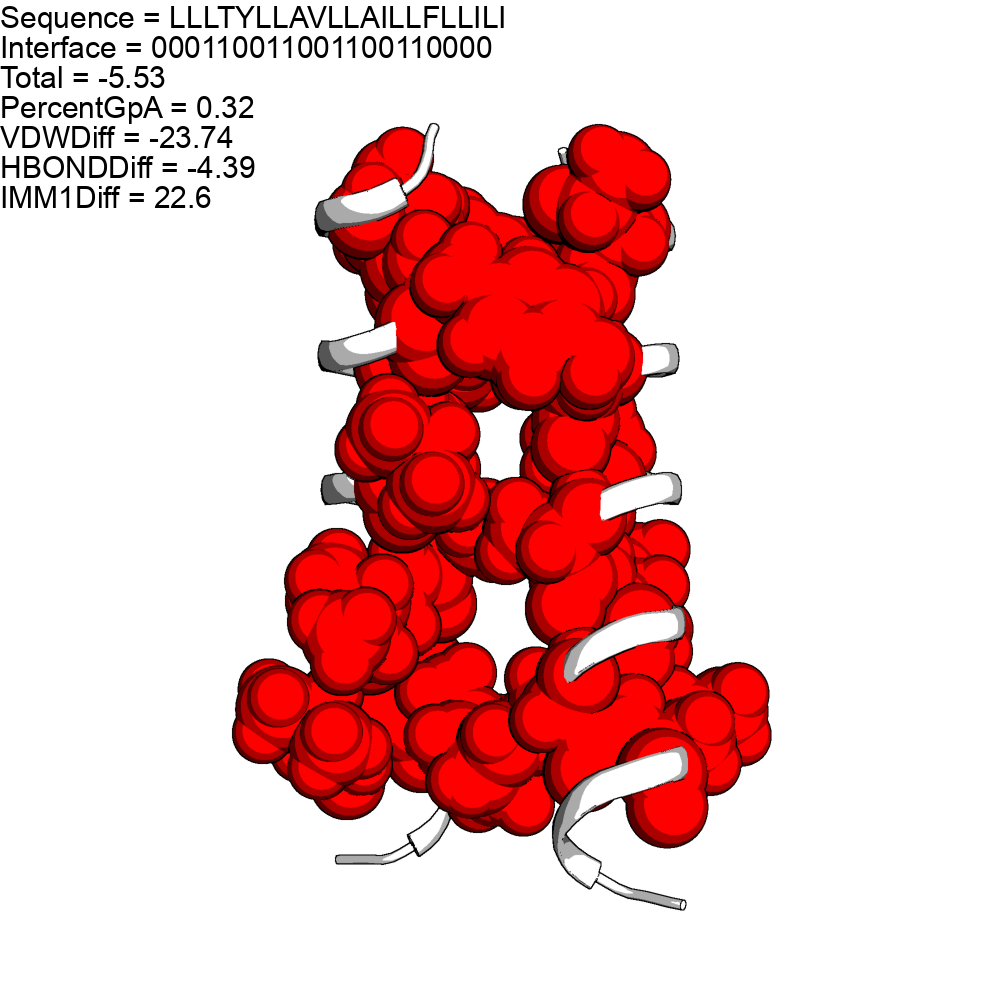 Sequence = LLLTYLLAVLLAILLFLLILI
Interface = 000110011001100110000
Total = -5.53
PercentGpA = 0.32
VDWDiff = -23.74
HBONDDiff = -4.39
IMM1Diff = 22.6